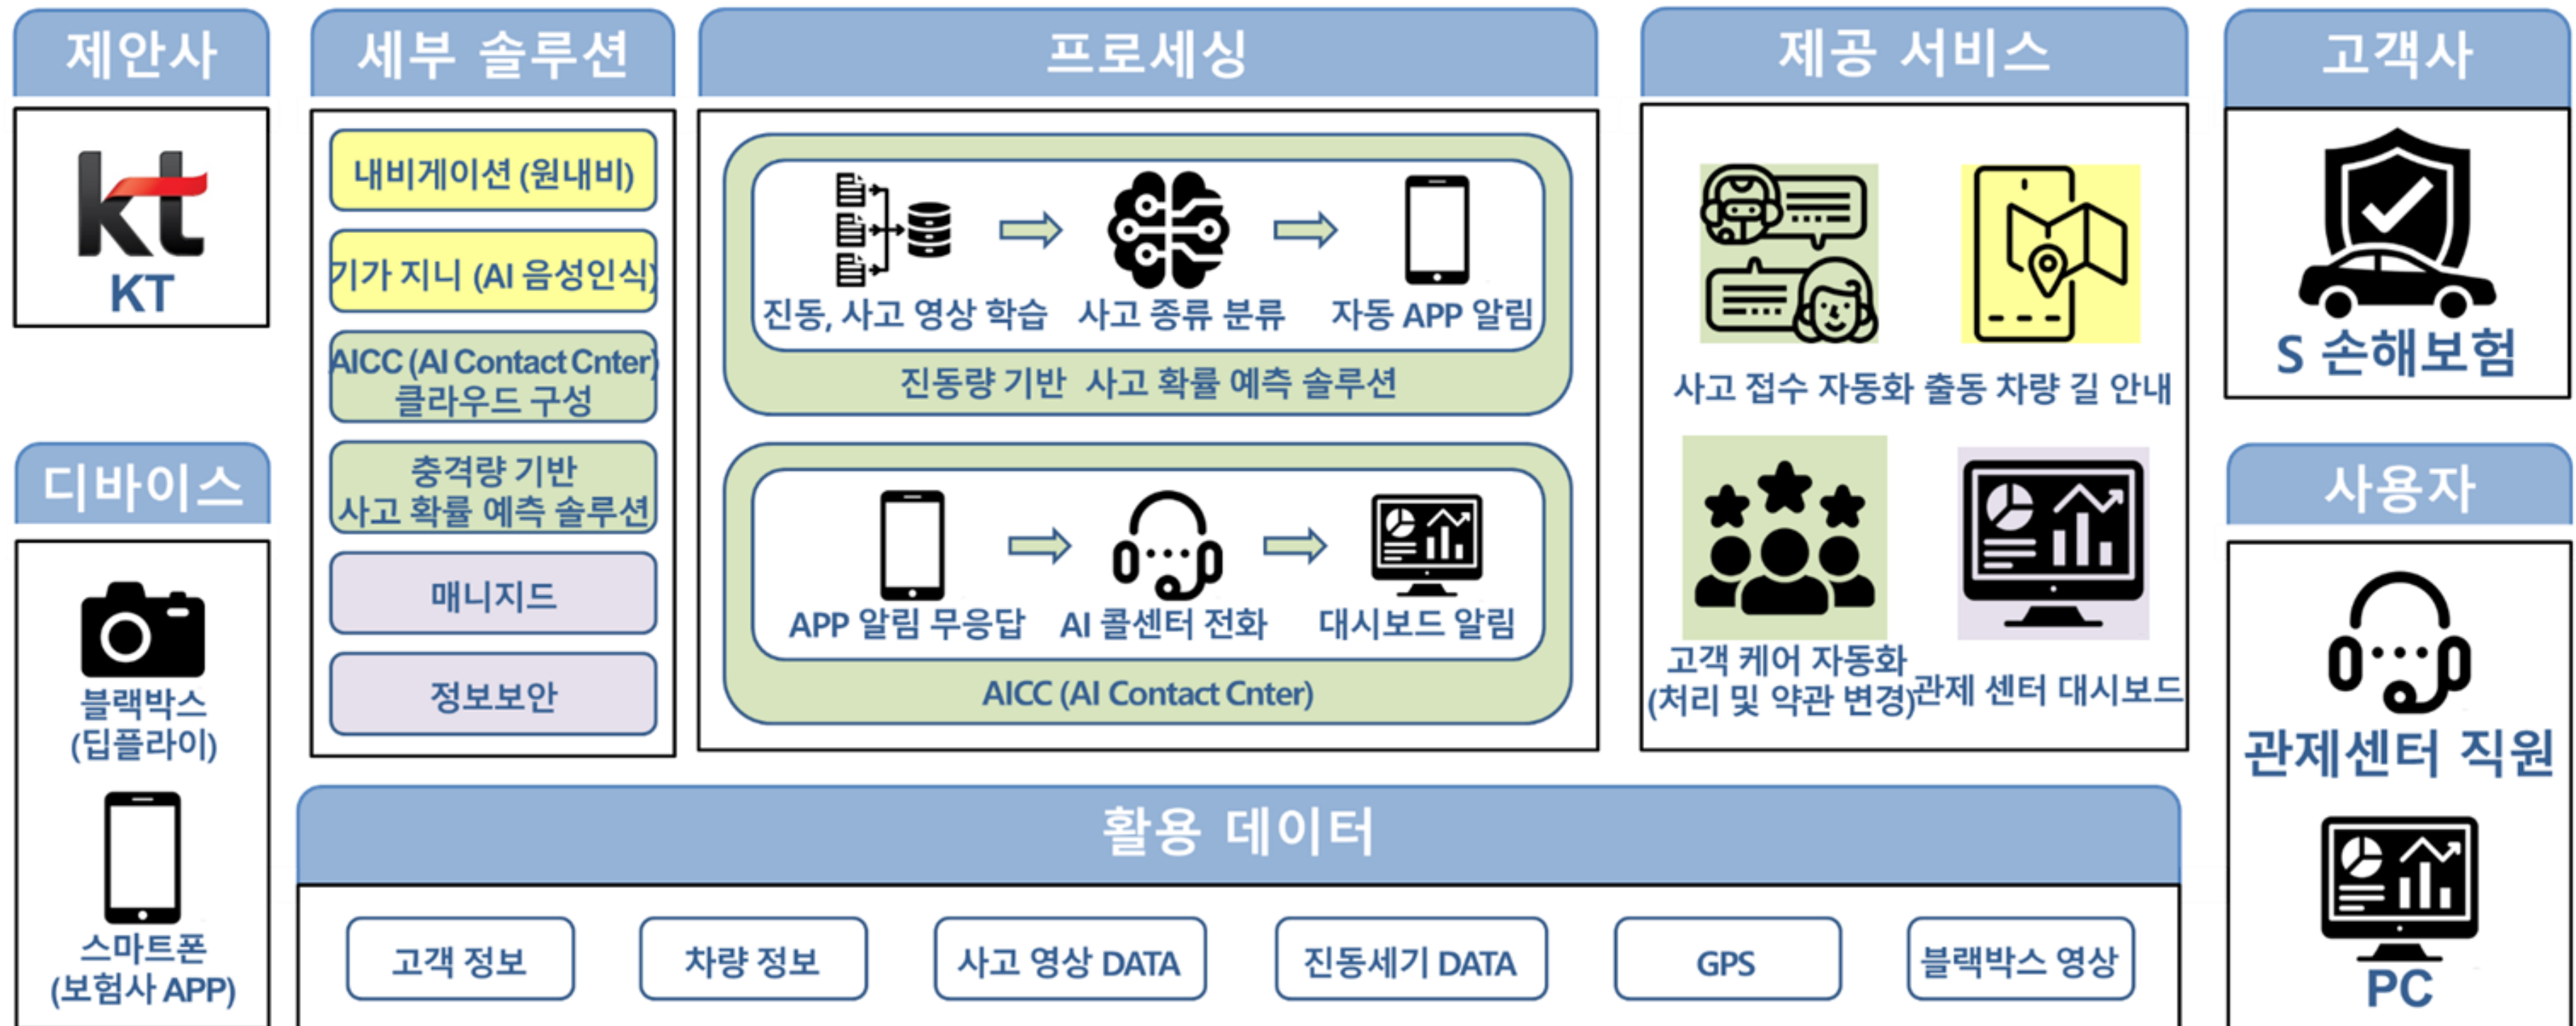 제안사
kt
KT
디바이스
블랙박스
(딥플라이)
스마트폰
(보험사 APP)
세부 솔루션
내비게이션 (원내비)
기가 지니 (AI 음성인식)
AICC (AI Contact Cnter)
클라우드 구성
충격량 기반
사고 확률 예측 솔루션
매니지드
정보보안
프로세싱
진동, 사고 영상 학습
사고 종류 분류
자동 APP 알림
진동량 기반 사고 확률 예측 솔루션
APP 알림 무응답
AI 콜센터 전화
대시보드 알림
AICC (AI Contact Cnter)
제공 서비스
사고 접수 자동화
출동 차량 길 안내
고객 케어 자동화
(처리 및 약관 변경)
관제 센터 대시보드
고객사
S 손해보험
사용자
관제센터 직원
PC
활용 데이터
고객 정보
차량 정보
사고 영상 DATA
진동세기 DATA
GPS
블랙박스 영상